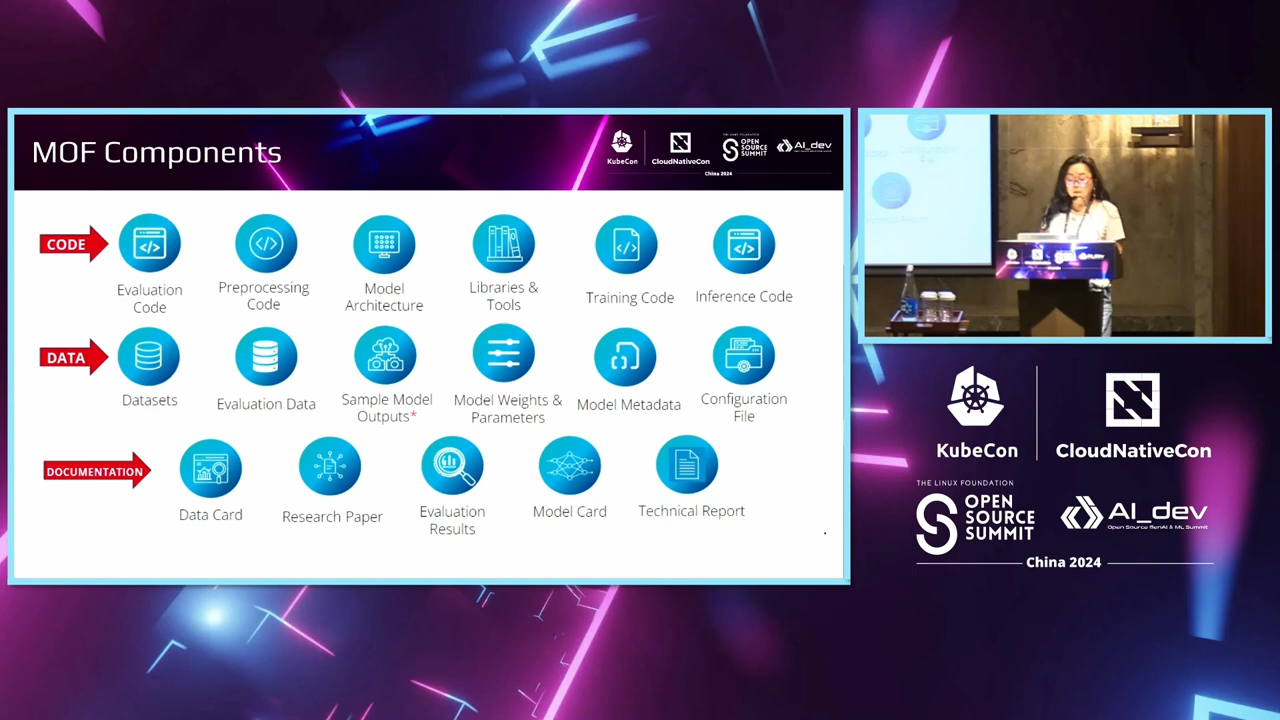 MOF Components
KubeCon
CloudNativeCon
THE LINUX FOUNDATION
OPEN
SOURCE
SUMMIT
AI_dev
China 2024
CODE
Evaluation
Code
Preprocessing
Code
Model
Architecture
Libraries &
Tools
Training Code
Inference Code
DATA
Datasets
Evaluation Data
Sample Model
Outputs*
Model Weights &
Parameters
Model Metadata
Configuration
File
DOCUMENTATION
Data Card
Research Paper
Evaluation
Results
Model Card
Technical Report
KubeCon
CloudNativeCon
THE LINUX FOUNDATION
OPEN
SOURCE
SUMMIT
AI_dev
Open Source GenAI & ML Summit
China 2024